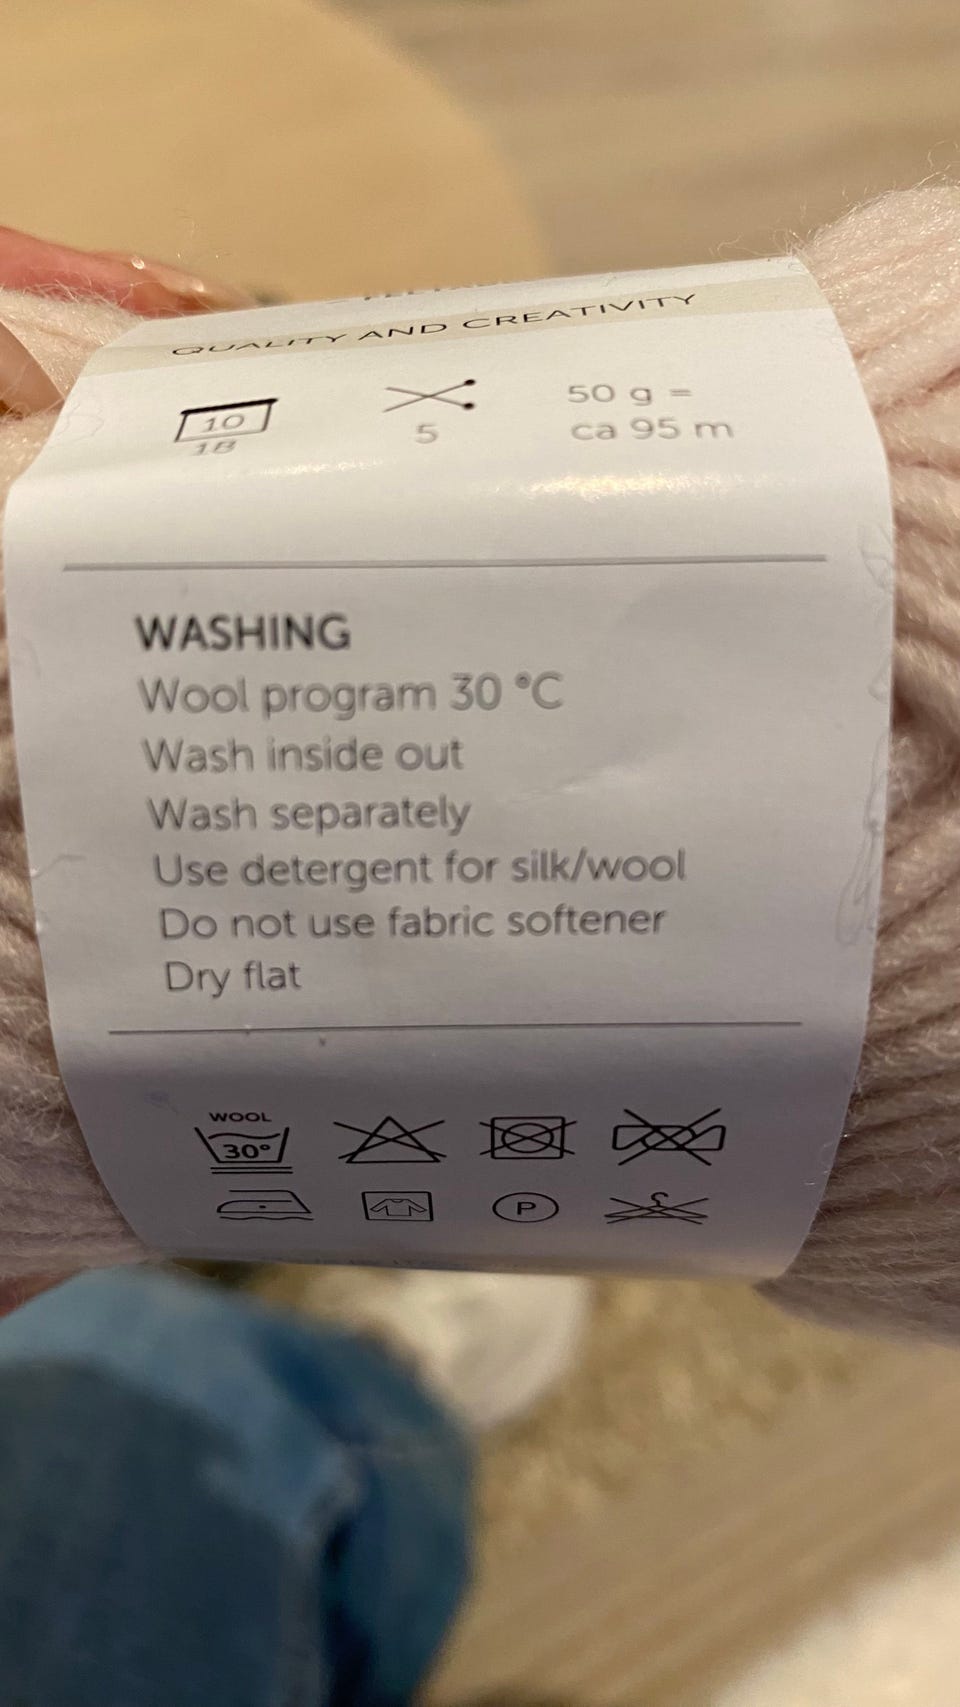 QUALITY AND CREATIVITY
10
18
5
50 g =
ca 95 m
WASHING
Wool program 30 °C
Wash inside out
Wash separately
Use detergent for silk/wool
Do not use fabric softener
Dry flat
WOOL
30°
P